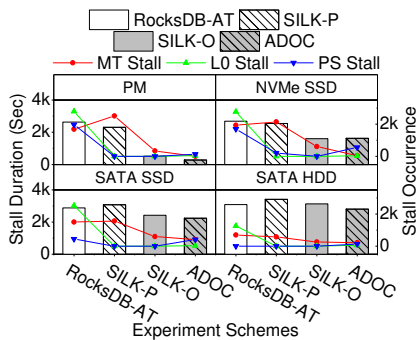 RocksDB-AT SILK-P
SILK-O ADOC
MT Stall L0 Stall PS Stall
PM NVMe SSD
4k
2k
0
2k
0
SATA SSD SATA HDD
4k
2k
0
2k
0
Stall Duration (Sec)
Stall Occurrence
RocksDB-AT SILK-P SILK-O ADOC RocksDB-AT SILK-P SILK-O ADOC
Experiment Schemes